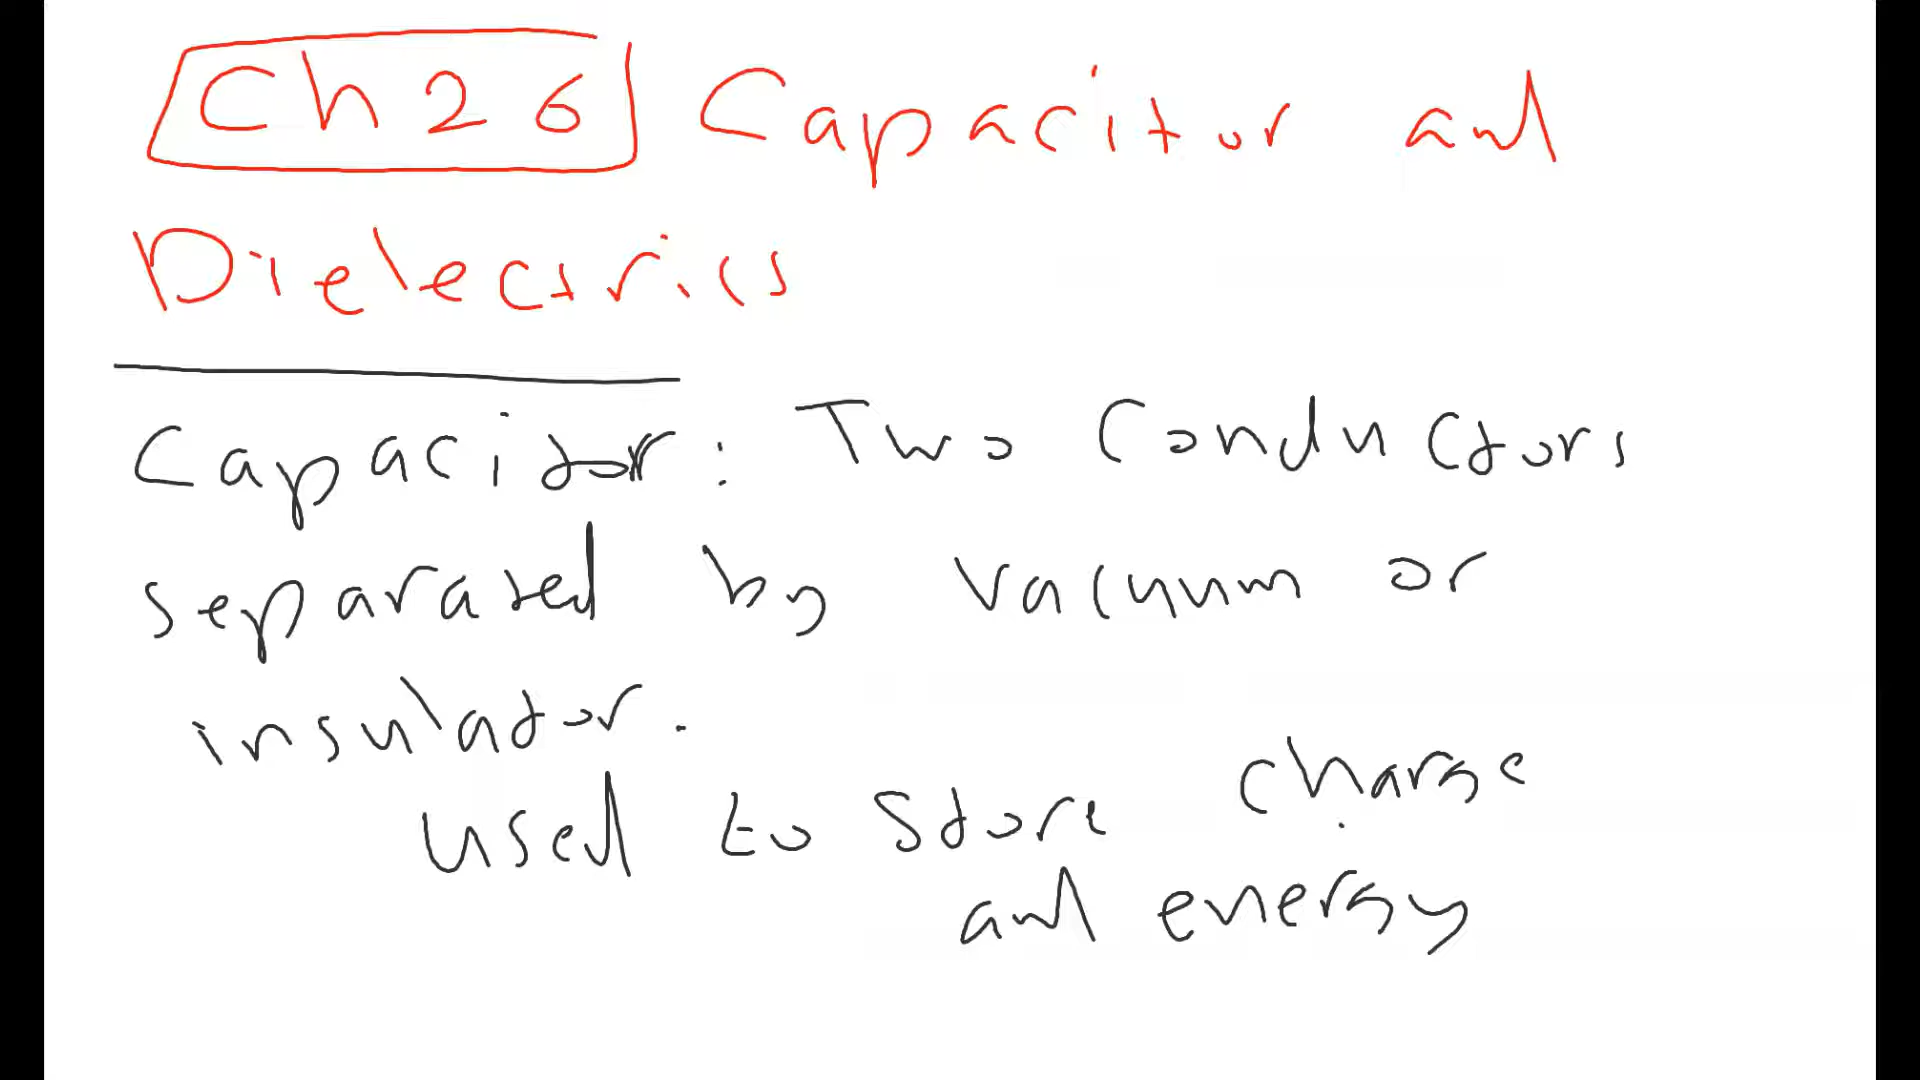 Ch 26 Capacitor and
Dielectrics
Capacitor: Two Conductors
separated by vacuum or
insulator.
used to store charge
and energy